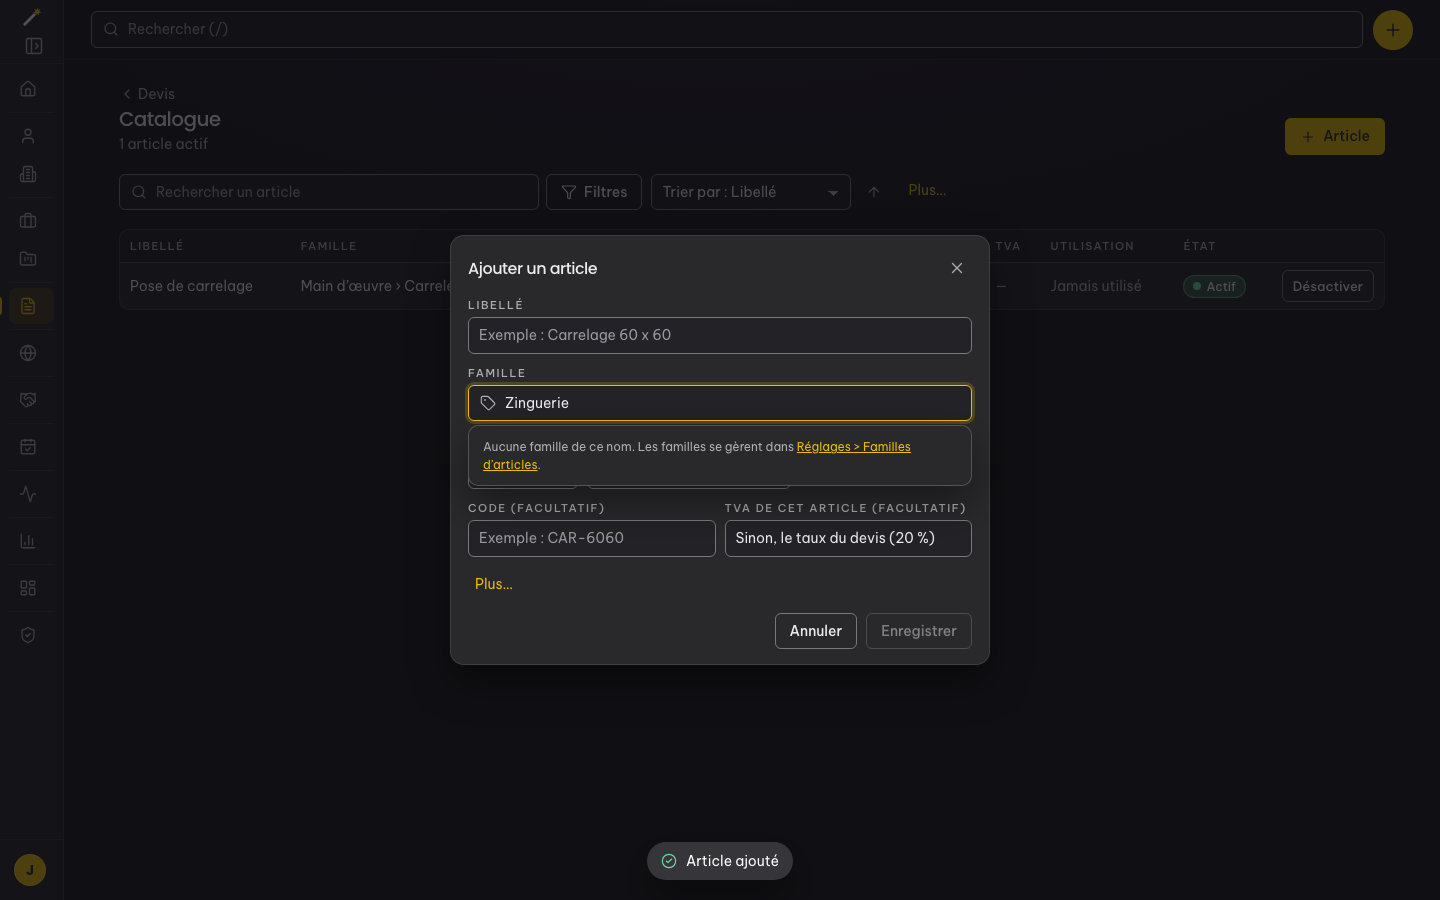 Rechercher (/)
Devis
Catalogue
1 article actif
Article
Rechercher un article
Filtres
Trier par : Libellé
Plus...
LIBELLÉ
FAMILLE
TVA
UTILISATION
ÉTAT
Pose de carrelage
Main d'œuvre › Carrele
—
Jamais utilisé
Actif
Désactiver
Ajouter un article
LIBELLÉ
Exemple : Carrelage 60 x 60
FAMILLE
Zinguerie
Aucune famille de ce nom. Les familles se gèrent dans Réglages > Familles
d'articles.
CODE (FACULTATIF)
TVA DE CET ARTICLE (FACULTATIF)
Exemple : CAR-6060
Sinon, le taux du devis (20 %)
Plus...
Annuler
Enregistrer
J
Article ajouté